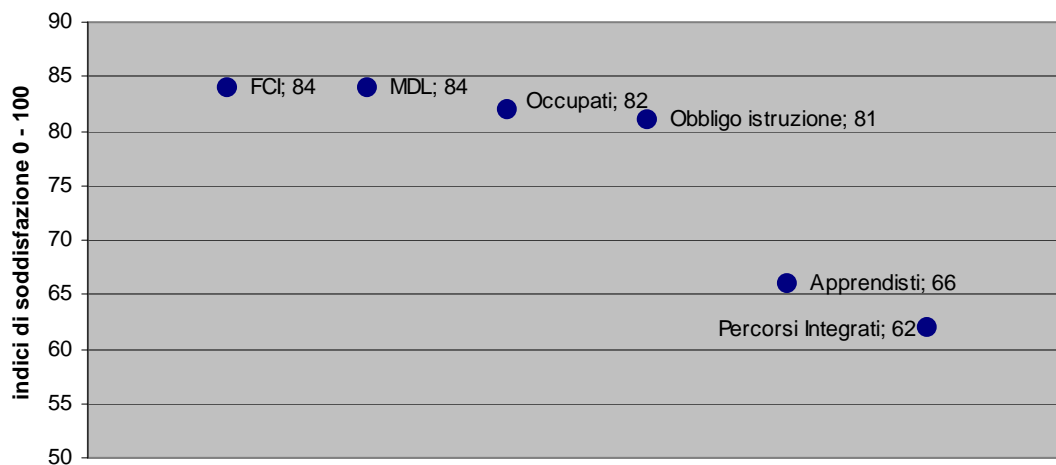 indici di soddisfazione 0 - 100
90
85
80
75
70
65
60
55
50
FCI; 84
MDL; 84
Occupati; 82
Obbligo istruzione; 81
Apprendisti; 66
Percorsi Integrati; 62